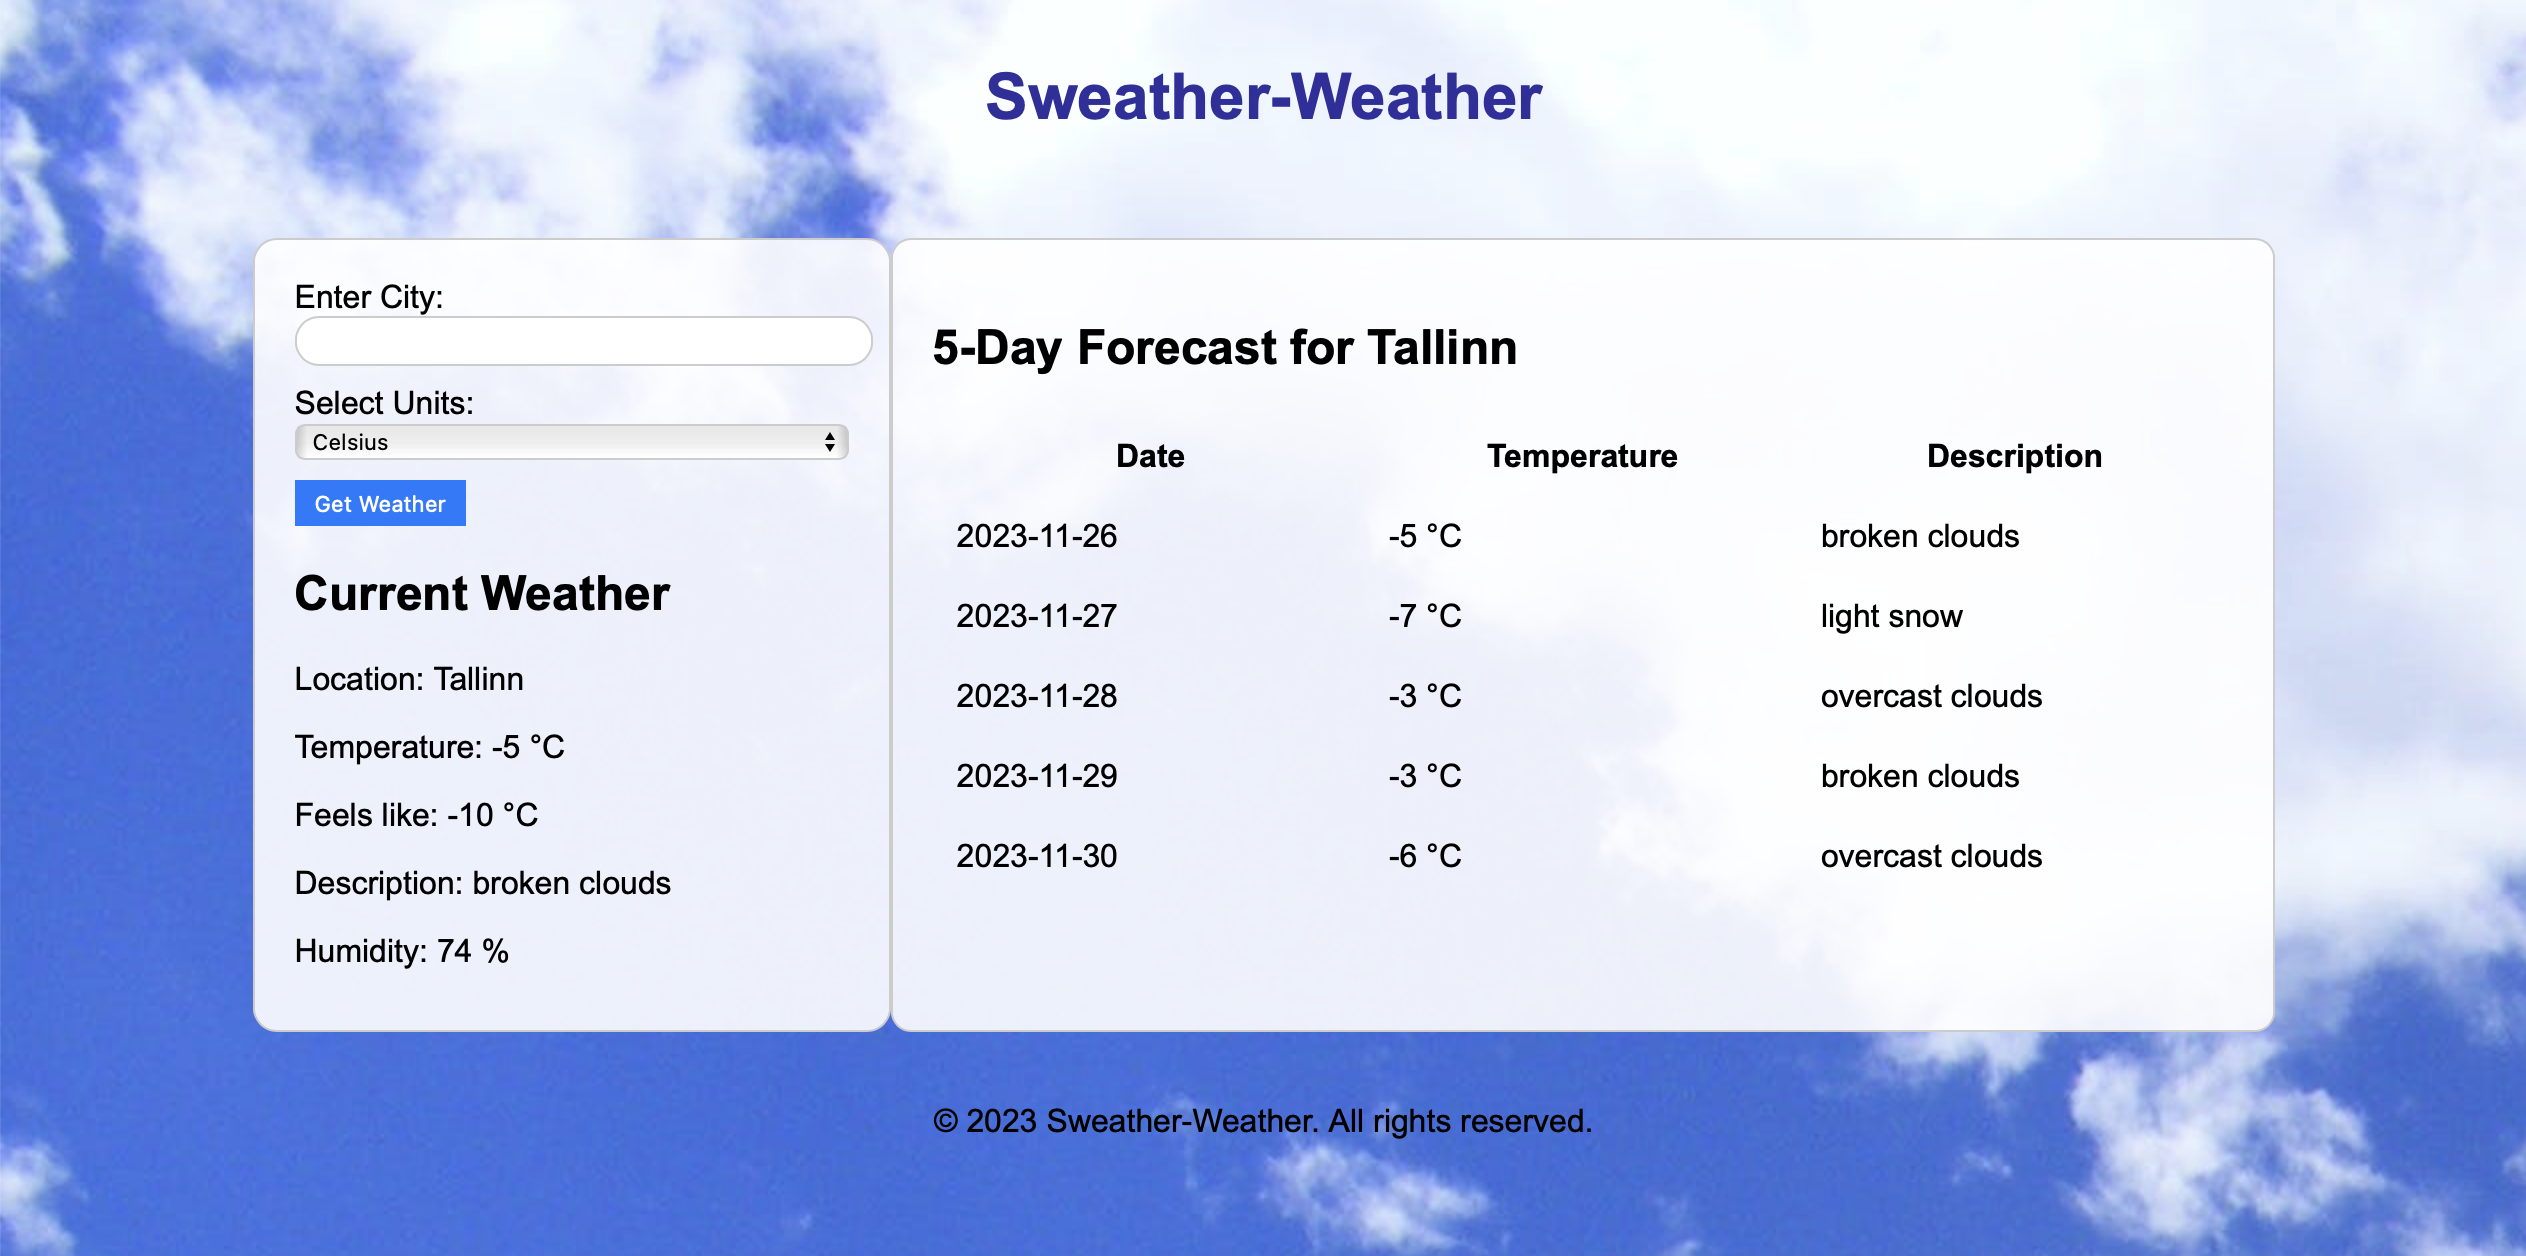 Sweather-Weather
Enter City:
Select Units:
Celsius
Get Weather
Current Weather
Location: Tallinn
Temperature: -5 °C
Feels like: -10 °C
Description: broken clouds
Humidity: 74 %
5-Day Forecast for Tallinn
Date Temperature Description
2023-11-26 -5 °C broken clouds
2023-11-27 -7 °C light snow
2023-11-28 -3 °C overcast clouds
2023-11-29 -3 °C broken clouds
2023-11-30 -6 °C overcast clouds
© 2023 Sweather-Weather. All rights reserved.